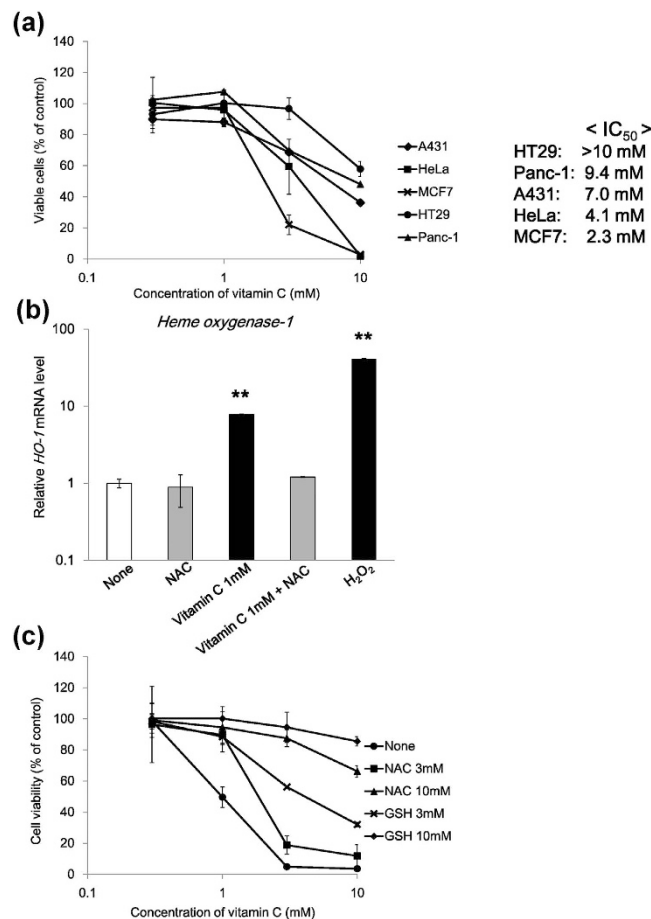 (a)
140
120
100
80
60
40
20
0
0.1
1
10
Viable cells (% of control)
Concentration of vitamin C (mM)
A431
HeLa
MCF7
HT29
Panc-1
< IC50 >
HT29: >10 mM
Panc-1: 9.4 mM
A431: 7.0 mM
HeLa: 4.1 mM
MCF7: 2.3 mM
(b)
Heme oxygenase-1
100
10
1
0.1
Relative HO-1 mRNA level
**
**
None
NAC
Vitamin C 1mM
Vitamin C 1mM + NAC
H2O2
(c)
140
120
100
80
60
40
20
0
0.1
1
10
Cell viability (% of control)
Concentration of vitamin C (mM)
None
NAC 3mM
NAC 10mM
GSH 3mM
GSH 10mM